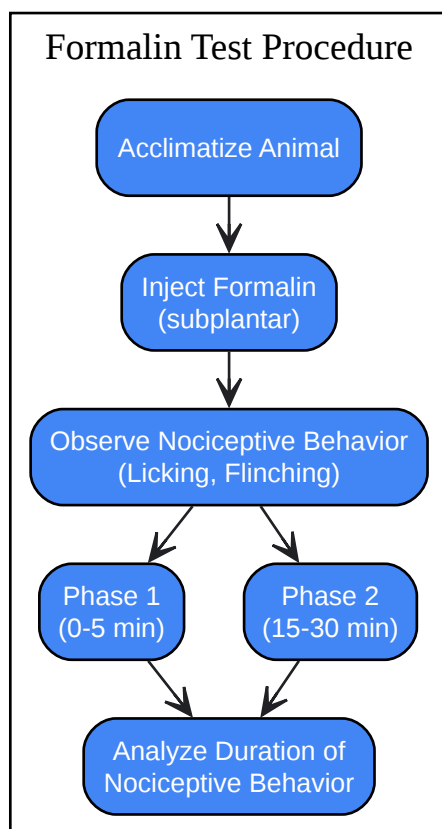 Formalin Test Procedure
Acclimatize Animal
Inject Formalin
(subplantar)
Observe Nociceptive Behavior
(Licking, Flinching)
Phase 1
(0-5 min)
Phase 2
(15-30 min)
Analyze Duration of
Nociceptive Behavior